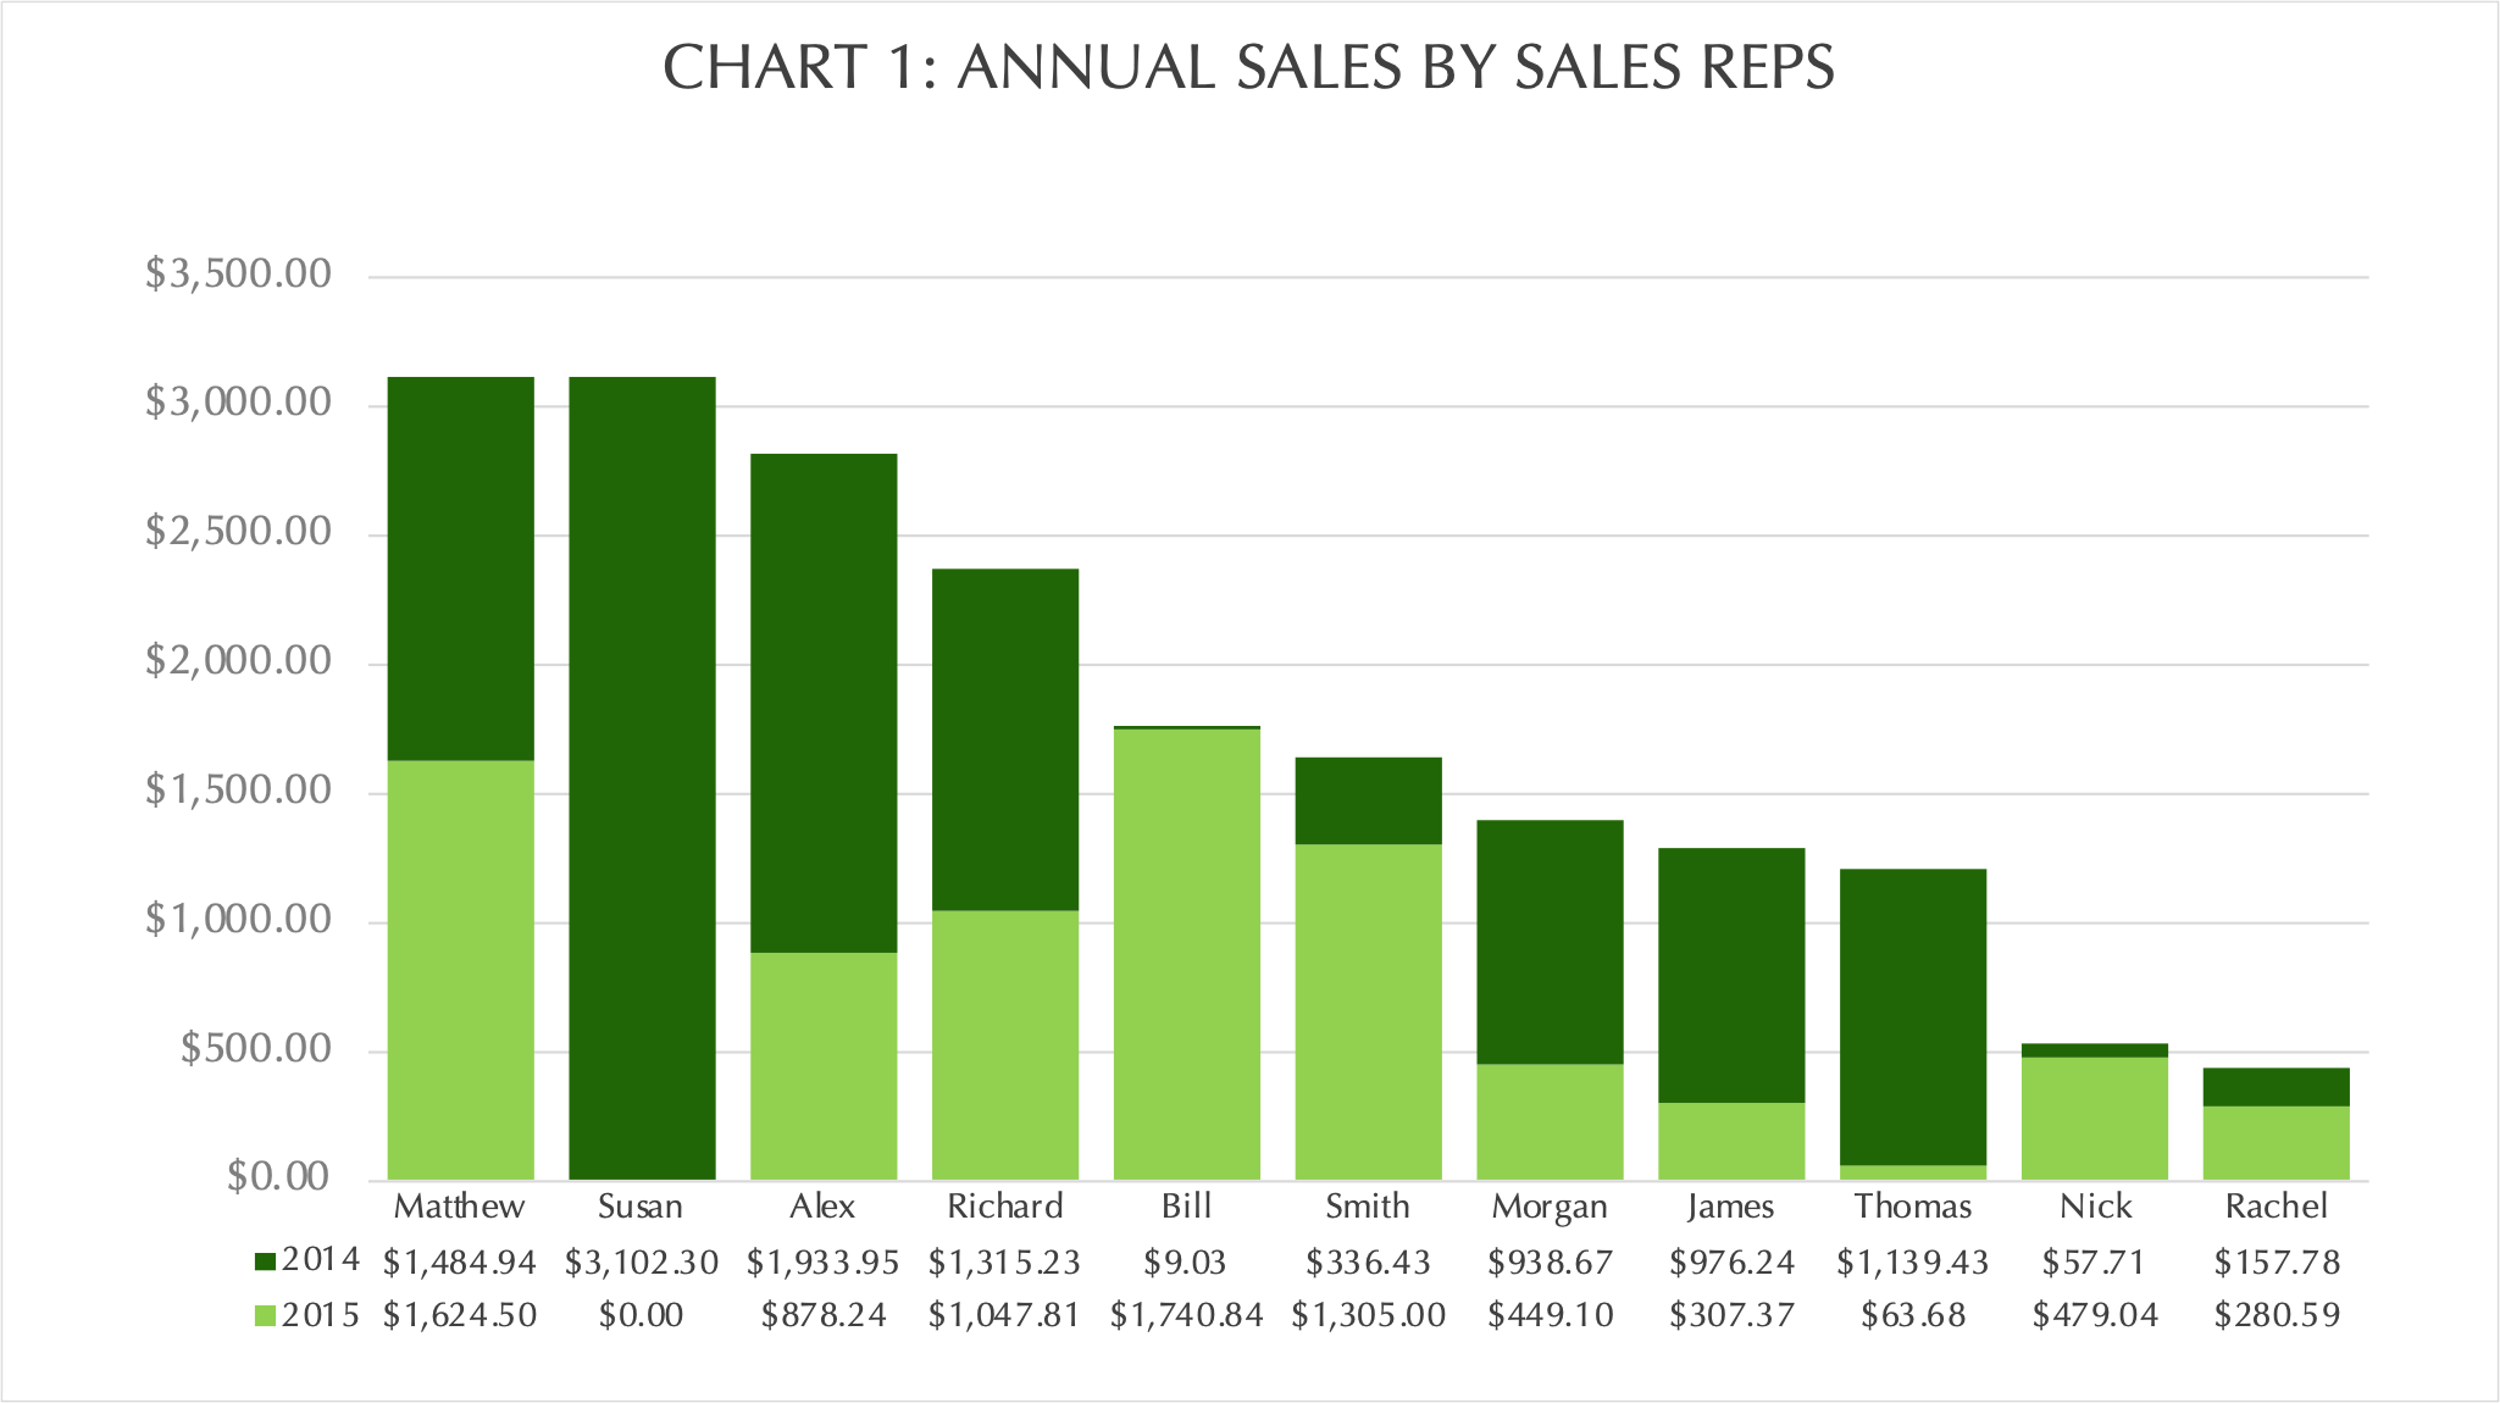 CHART 1: ANNUAL SALES BY SALES REPS
$3,500.00
$3,000.00
$2,500.00
$2,000.00
$1,500.00
$1,000.00
$500.00
$0.00
Matthew Susan Alex Richard Bill Smith Morgan James Thomas Nick Rachel
2014 $1,484.94 $3,102.30 $1,933.95 $1,315.23 $9.03 $336.43 $938.67 $976.24 $1,139.43 $57.71 $157.78
2015 $1,624.50 $0.00 $878.24 $1,047.81 $1,740.84 $1,305.00 $449.10 $307.37 $63.68 $479.04 $280.59